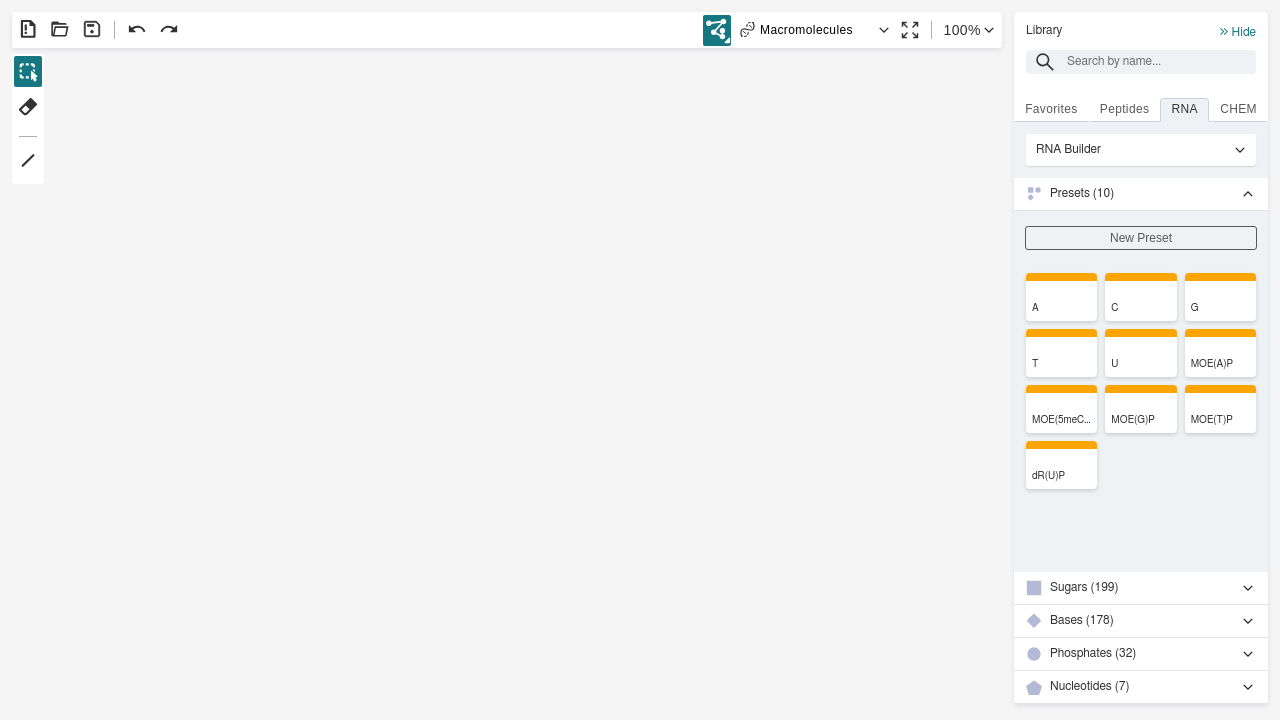 Macromolecules
100%
Library
Hide
Search by name...
Favorites
Peptides
RNA
CHEM
RNA Builder
Presets (10)
New Preset
A
C
G
T
U
MOE(A)P
MOE(5meC...
MOE(G)P
MOE(T)P
dR(U)P
Sugars (199)
Bases (178)
Phosphates (32)
Nucleotides (7)